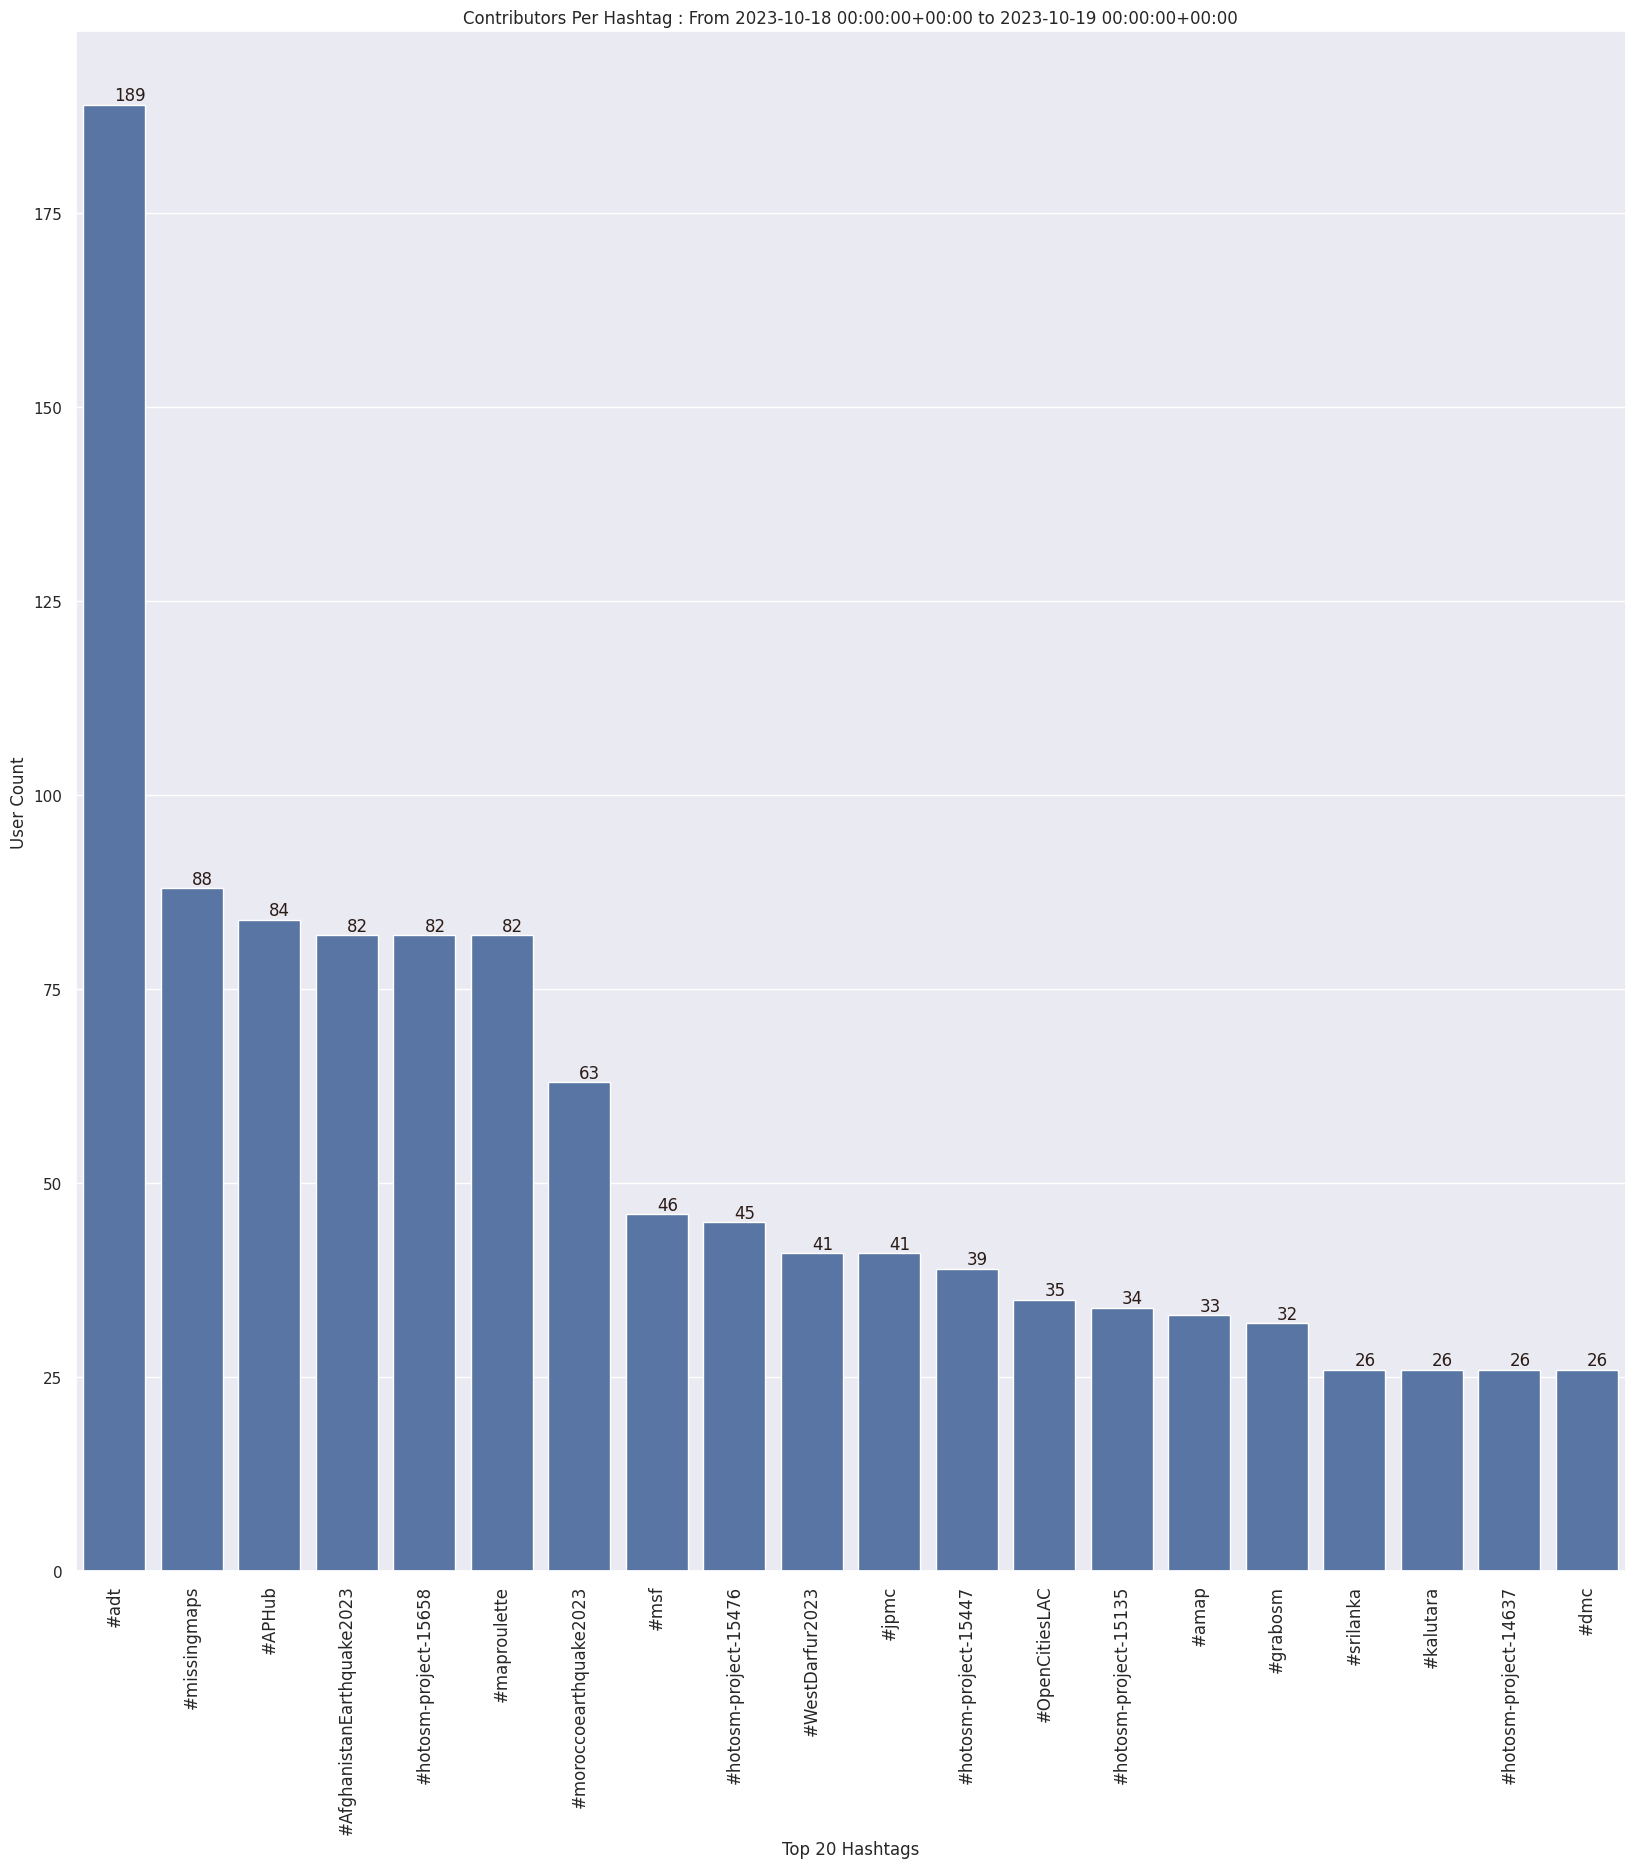 Contributors Per Hashtag : From 2023-10-18 00:00:00+00:00 to 2023-10-19 00:00:00+00:00
User Count
175
150
125
100
75
50
25
0
189
88
84
82
82
82
63
46
45
41
41
39
35
34
33
32
26
26
26
26
#adt
#missingmaps
#APHub
#AfghanistanEarthquake2023
#hotosm-project-15658
#maproulette
#moroccoearthquake2023
#msf
#hotosm-project-15476
#WestDarfur2023
#jpmc
#hotosm-project-15447
#OpenCitiesLAC
#hotosm-project-15135
#amap
#grabosm
#srilanka
#kalutara
#hotosm-project-14637
#dmc
Top 20 Hashtags